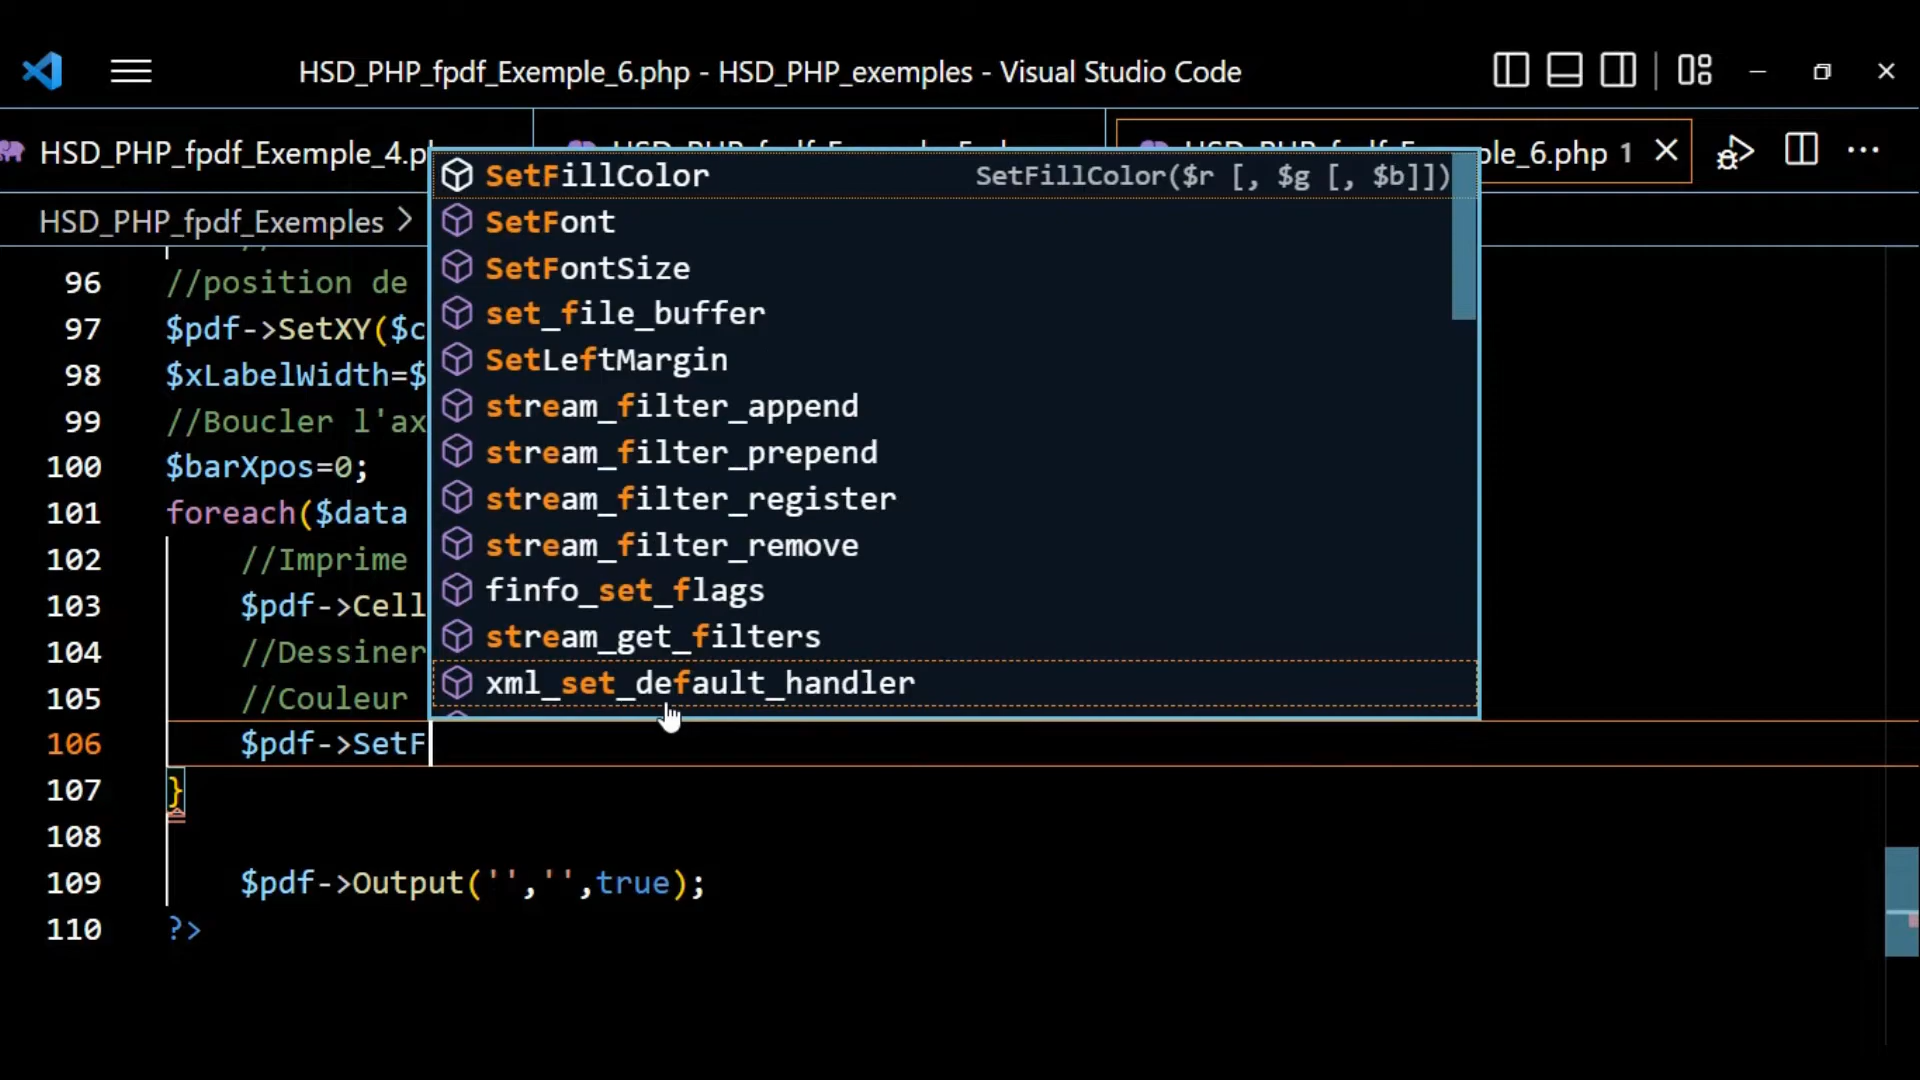 HSD_PHP_fpdf_Exemple_6.php - HSD_PHP_exemples - Visual Studio Code
HSD_PHP_fpdf_Exemple_4.p
ple_6.php 1
HSD_PHP_fpdf_Exemples >
SetFillColor SetFillColor($r [, $g [, $b]])
SetFont
SetFontSize
set_file_buffer
SetLeftMargin
stream_filter_append
stream_filter_prepend
stream_filter_register
stream_filter_remove
finfo_set_flags
stream_get_filters
xml_set_default_handler
96 //position de
97 $pdf->SetXY($c
98 $xLabelWidth=$
99 //Boucler l'ax
100 $barXpos=0;
101 foreach($data
102 //Imprime
103 $pdf->Cell
104 //Dessiner
105 //Couleur
106 $pdf->SetF
107 }
108
109 $pdf->Output('','',true);
110 ?>